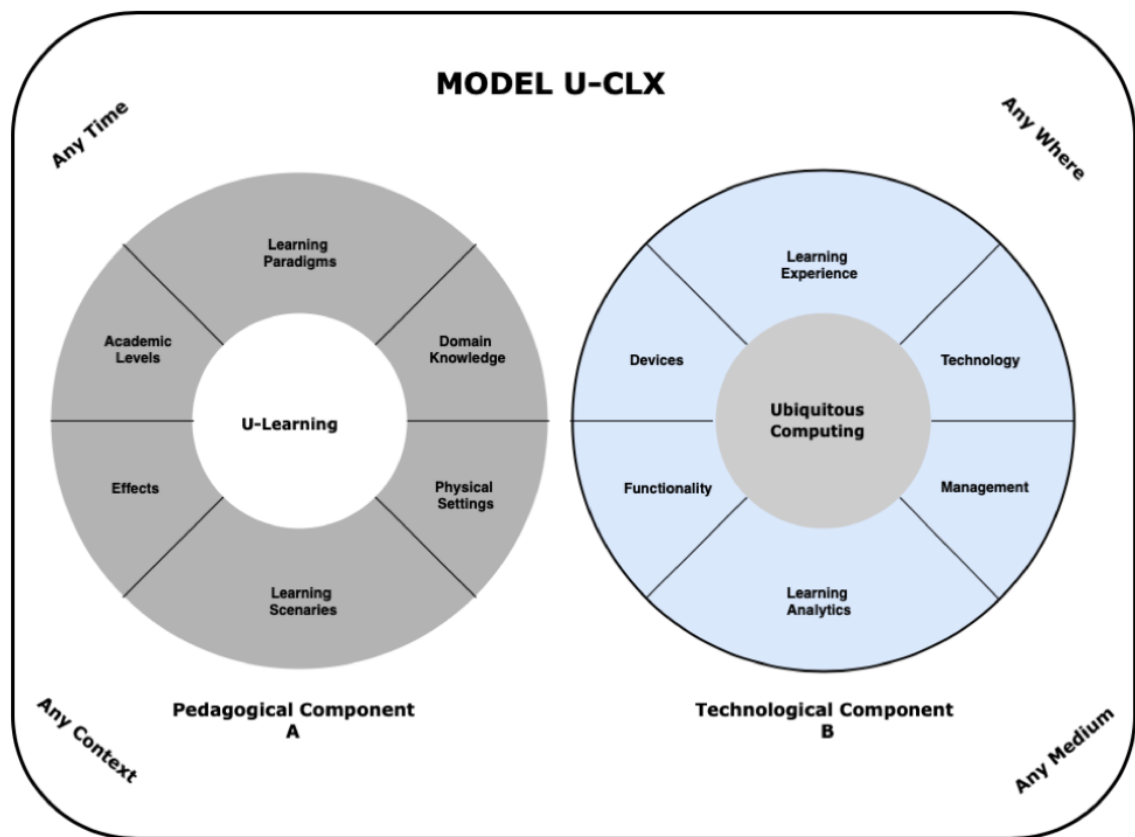 MODEL U-CLX
Any Time
Any Where
Learning
Paradigms
Academic
Levels
Domain
Knowledge
U-Learning
Effects
Physical
Settings
Learning
Scenaries
Pedagogical Component
A
Learning
Experience
Devices
Technology
Ubiquitous
Computing
Functionality
Management
Learning
Analytics
Technological Component
B
Any Context
Any Medium